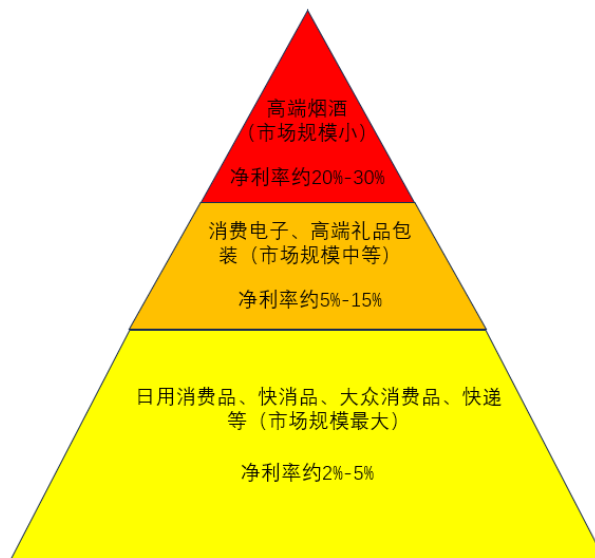 高端烟酒
（市场规模小）
净利率约20%-30%
消费电子、高端礼品包
装（市场规模中等）
净利率约5%-15%
日用消费品、快消品、大众消费品、快递
等（市场规模最大）
净利率约2%-5%